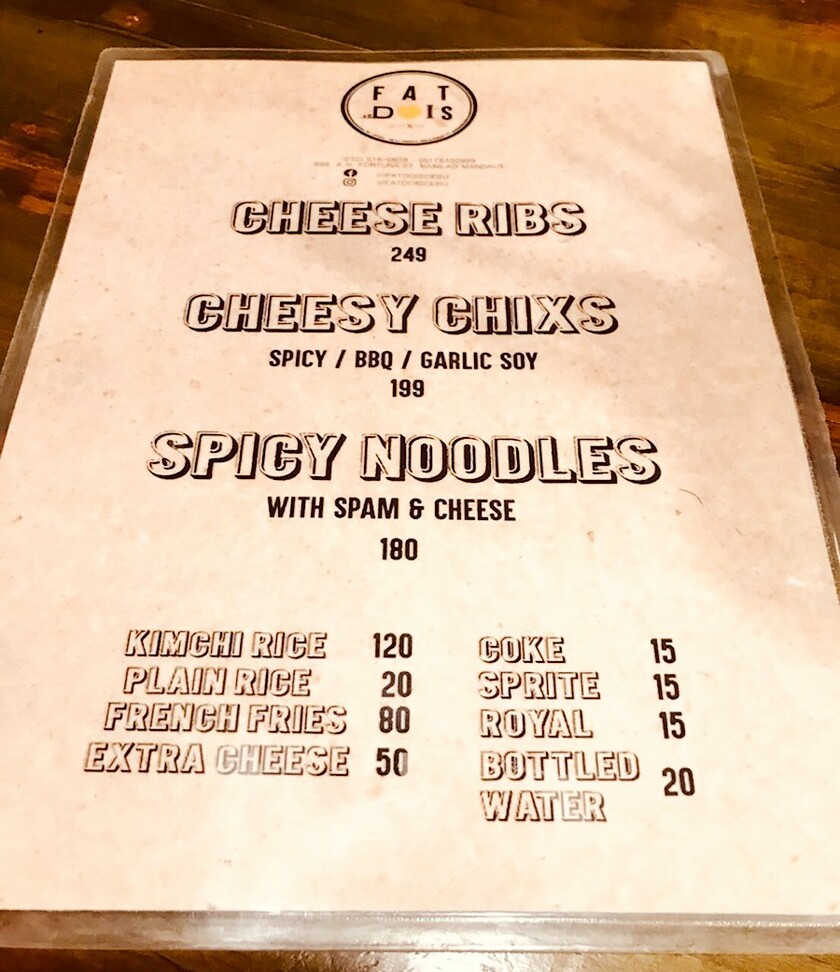 FAT
DOIS
CHEESE RIBS
249
CHEESY CHIXS
SPICY / BBQ / GARLIC SOY
199
SPICY NOODLES
WITH SPAM & CHEESE
180
KIMCHI RICE 120
PLAIN RICE 20
FRENCH FRIES 80
EXTRA CHEESE 50
COKE 15
SPRITE 15
ROYAL 15
BOTTLED
WATER 20